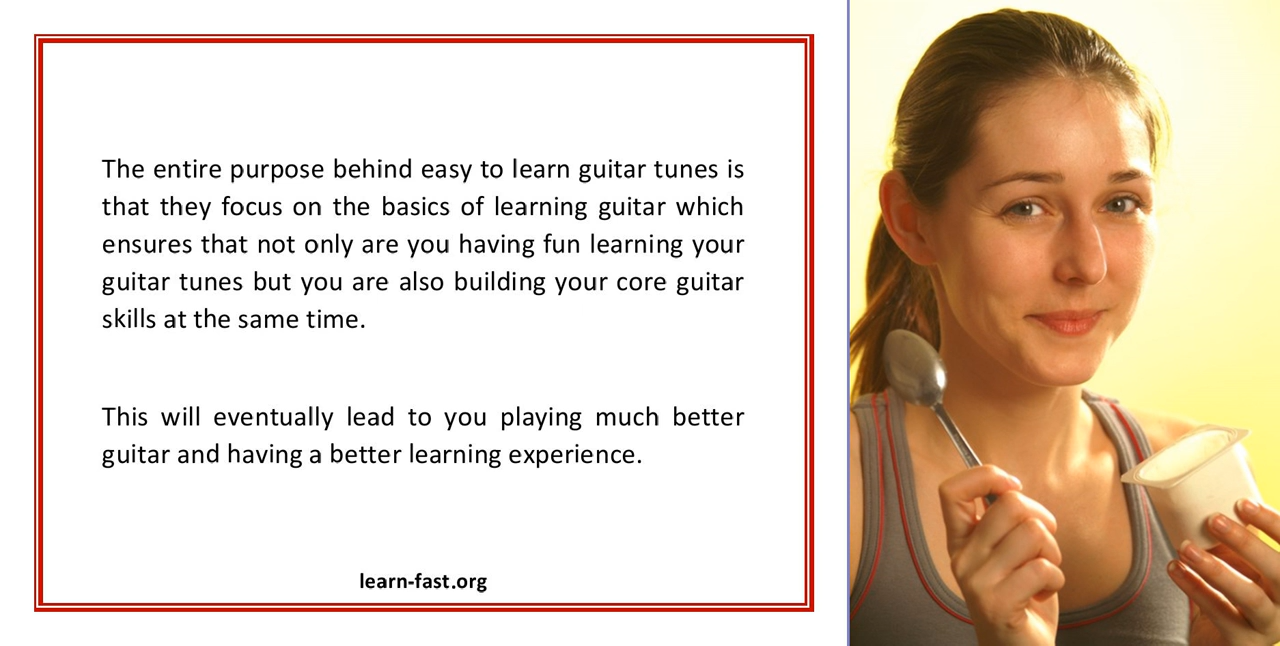 The entire purpose behind easy to learn guitar tunes is
that they focus on the basics of learning guitar which
ensures that not only are you having fun learning your
guitar tunes but you are also building your core guitar
skills at the same time.
This will eventually lead to you playing much better
guitar and having a better learning experience.
learn-fast.org